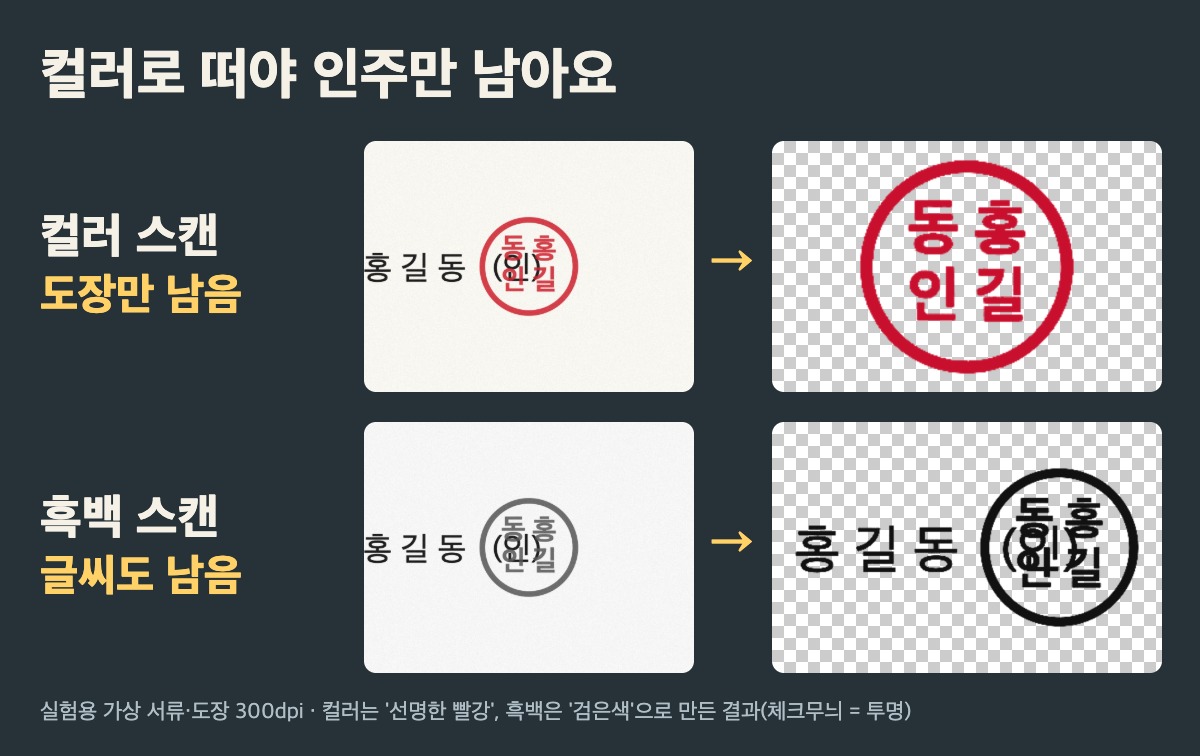 컬러로 떠야 인주만 남아요
컬러 스캔
도장만 남음
홍 길 동 (인)
동 홍
인 길
→
동 홍
인 길
흑백 스캔
글씨도 남음
홍 길 동 (인)
동 홍
인 길
→
홍 길 동 (인)
동 홍
인 길
실험용 가상 서류·도장 300dpi · 컬러는 '선명한 빨강', 흑백은 '검은색'으로 만든 결과(체크무늬 = 투명)